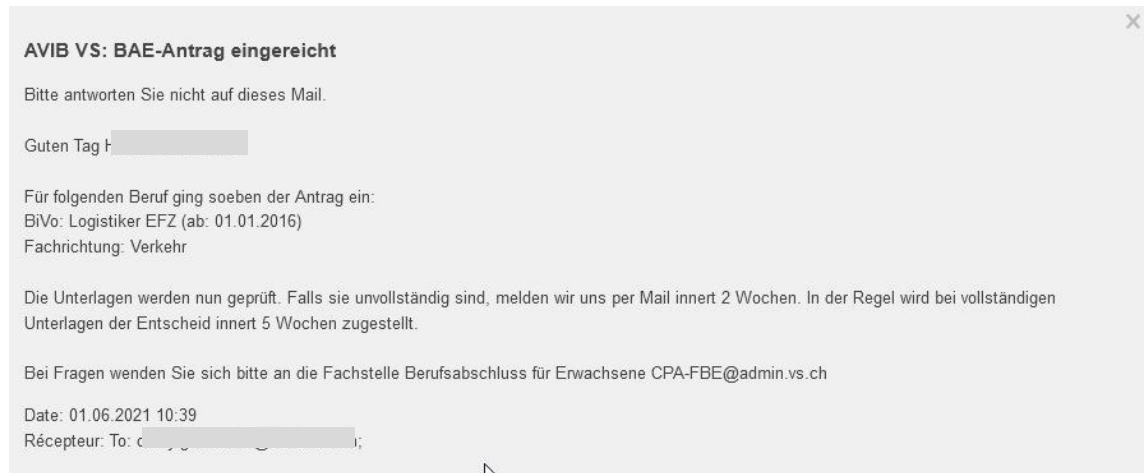 AVIB VS: BAE-Antrag eingereicht
Bitte antworten Sie nicht auf dieses Mail.
Guten Tag
Für folgenden Beruf ging soeben der Antrag ein:
BiVo: Logistiker EFZ (ab: 01.01.2016)
Fachrichtung: Verkehr
Die Unterlagen werden nun geprüft. Falls sie unvollständig sind, melden wir uns per Mail innert 2 Wochen. In der Regel wird bei vollständigen
Unterlagen der Entscheid innert 5 Wochen zugestellt.
Bei Fragen wenden Sie sich bitte an die Fachstelle Berufsabschluss für Erwachsene CPA-FBE@admin.vs.ch
Date: 01.06.2021 10:39
Récepteur: To: